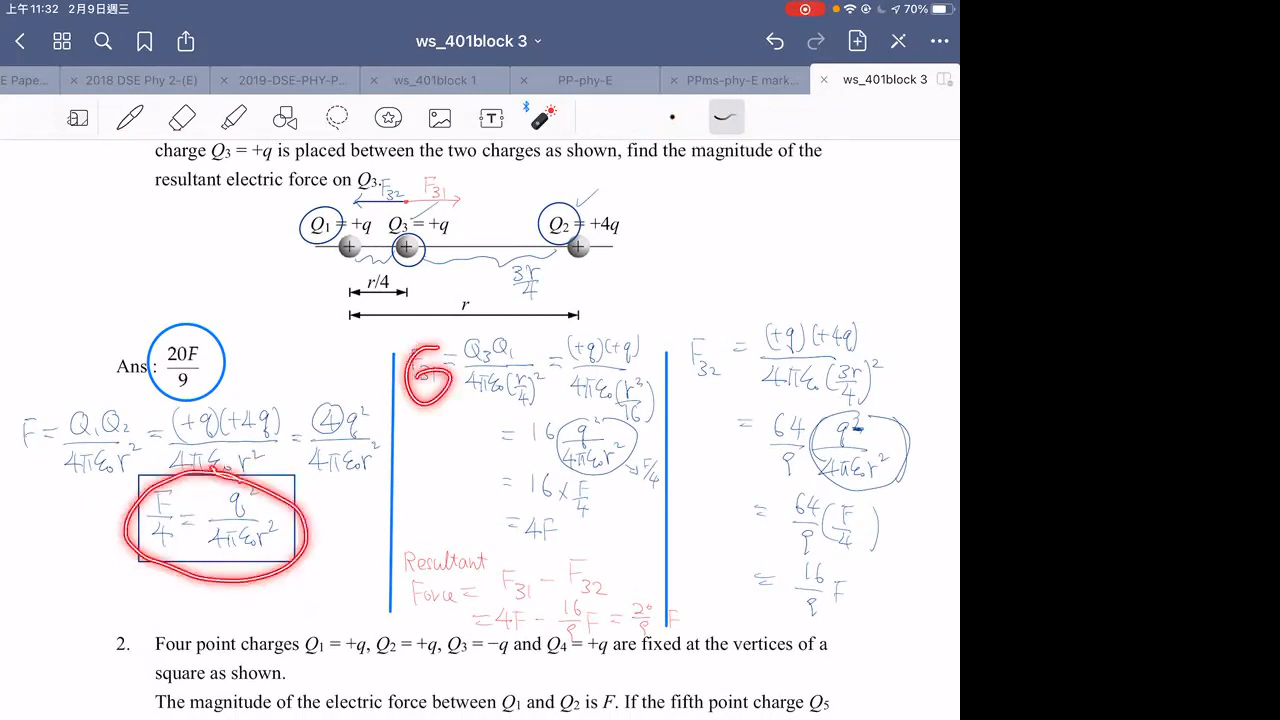 上午11:32 2月9日週三
70%
ws_401block 3
E Pape...
× 2018 DSE Phy 2-(E)
× 2019-DSE-PHY-P...
× ws_401block 1
× PP-phy-E
× PPms-phy-E mark...
× ws_401block 3
charge Q₃ = +q is placed between the two charges as shown, find the magnitude of the
resultant electric force on Q₃.
F₃₂ F₃₁
Q₁ = +q Q₃ = +q Q₂ = +4q
+ + +
r/4 3r/4
r
Ans: 20F/9
F = Q₁Q₂/4πε₀r² = (+q)(+4q)/4πε₀r² = 4q²/4πε₀r²
F/4 = q²/4πε₀r²
F₃₁ = Q₃Q₁/4πε₀(r/4)² = (+q)(+q)/4πε₀(r²/16)
= 16 q²/4πε₀r² → F/4
= 16 × F/4
= 4F
Resultant
Force = F₃₁ − F₃₂
= 4F − 16/9 F = 20/9 F
F₃₂ = (+q)(+4q)/4πε₀(3r/4)²
= 64/9 q²/4πε₀r²
= 64/9 (F/4)
= 16/9 F
2. Four point charges Q₁ = +q, Q₂ = +q, Q₃ = −q and Q₄ = +q are fixed at the vertices of a
square as shown.
The magnitude of the electric force between Q₁ and Q₂ is F. If the fifth point charge Q₅